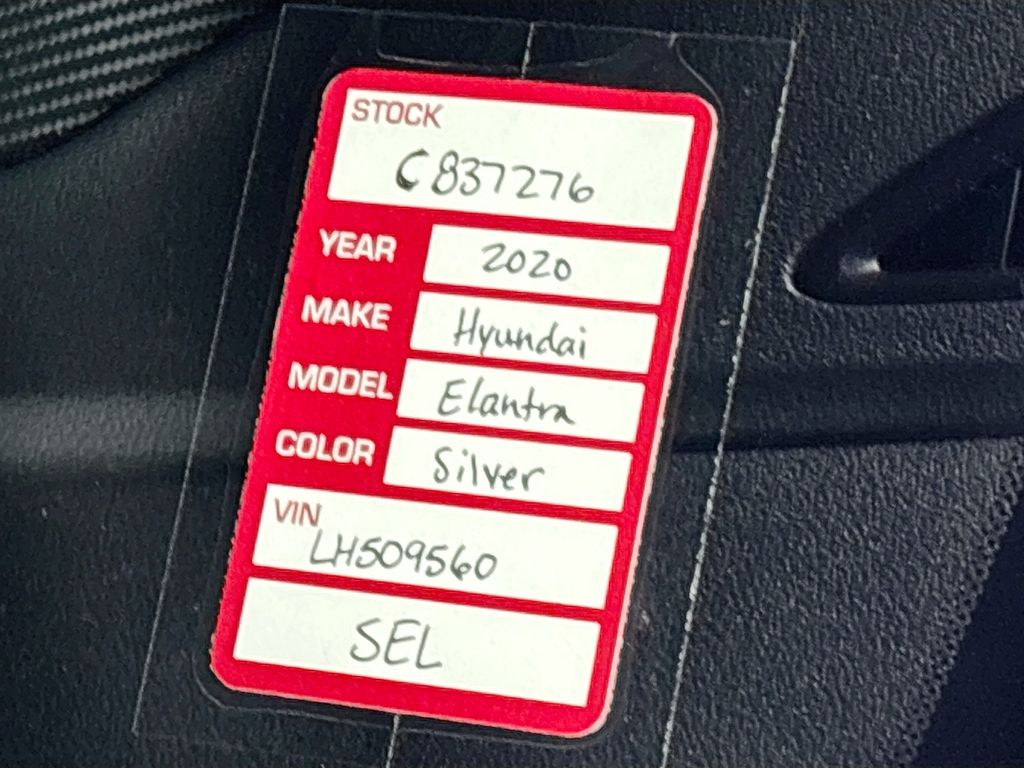 STOCK
C837276
YEAR 2020
MAKE Hyundai
MODEL Elantra
COLOR Silver
VIN
LH509560
SEL